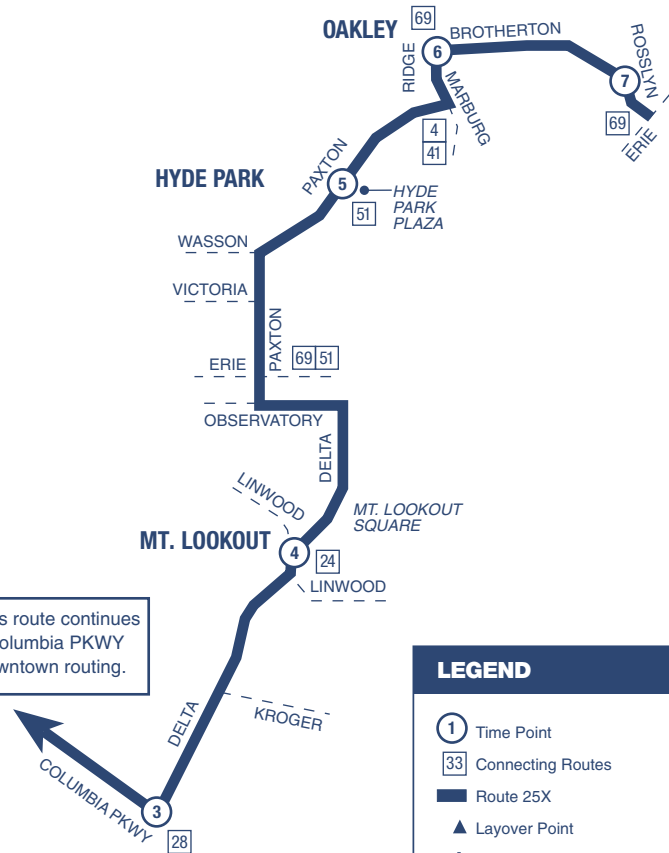 OAKLEY
69
BROTHERTON
6
RIDGE
MARBURG
7
ROSSLYN
69
ERIE
4
41
PAXTON
HYDE PARK
5
HYDE
PARK
PLAZA
51
WASSON
VICTORIA
PAXTON
ERIE
69 51
OBSERVATORY
DELTA
LINWOOD
MT. LOOKOUT
SQUARE
MT. LOOKOUT
4
24
LINWOOD
route continues
PKWY
routing.
DELTA
KROGER
COLUMBIA PKWY
3
28
LEGEND
1 Time Point
33 Connecting Routes
Route 25X
Layover Point